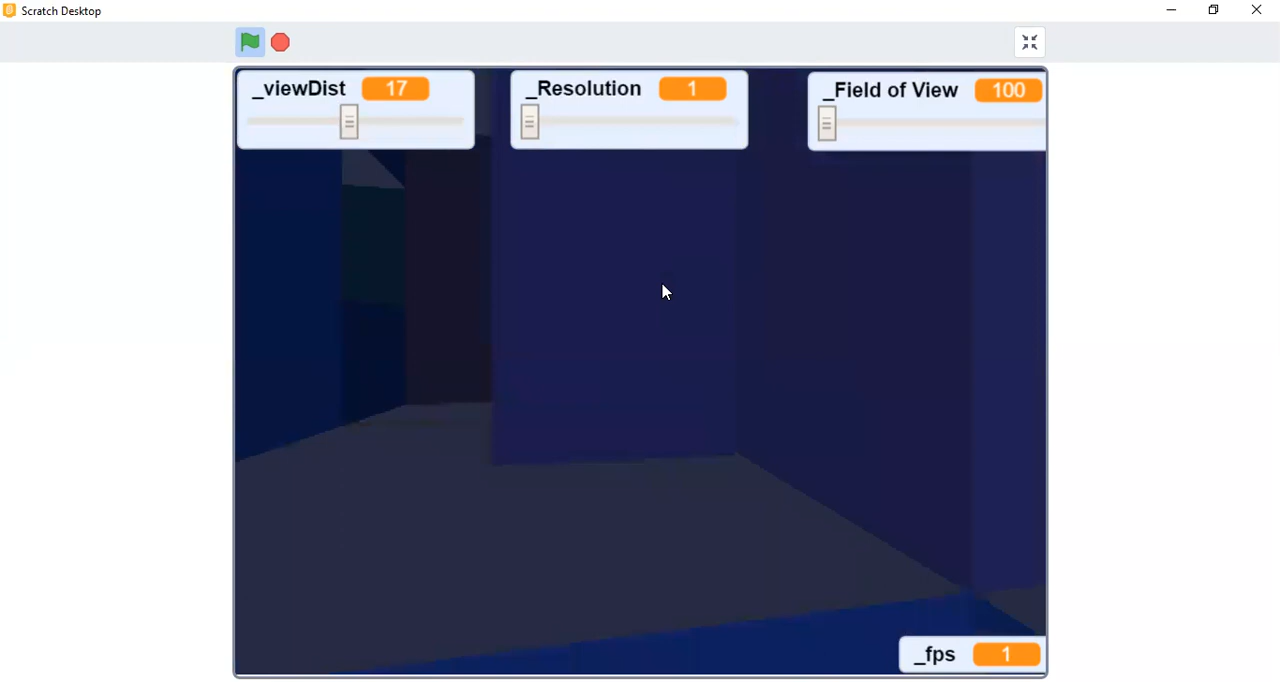 Scratch Desktop
_viewDist 17
_Resolution 1
_Field of View 100
_fps 1